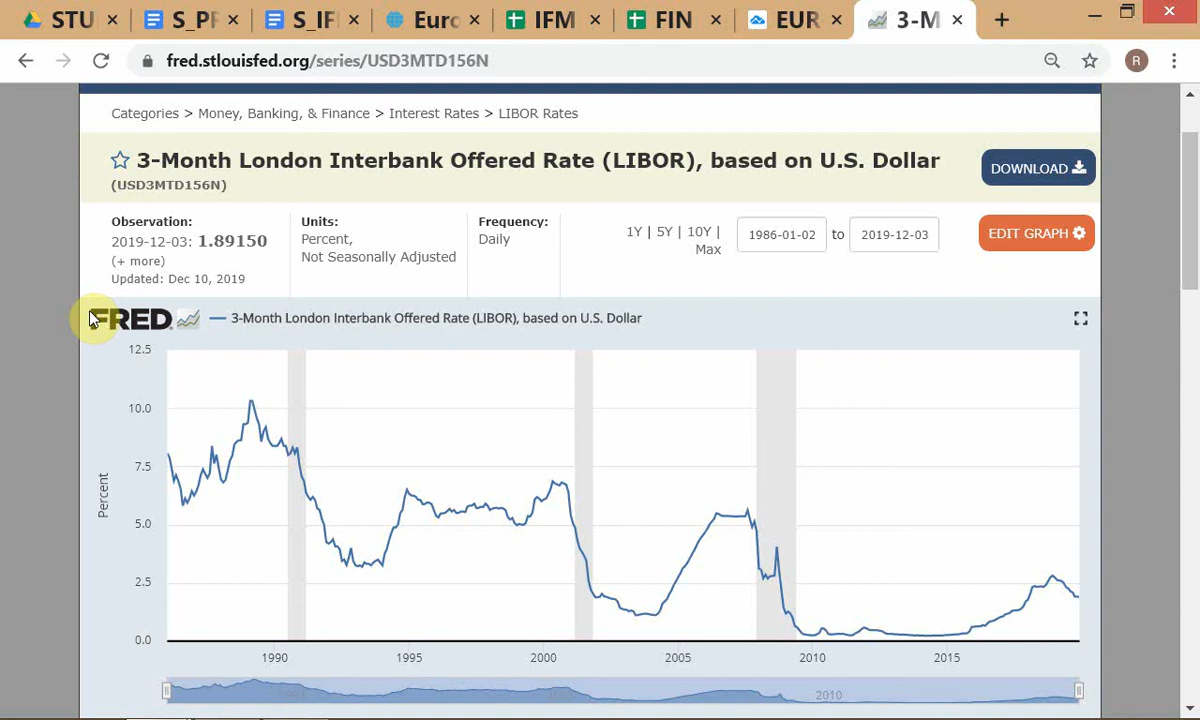 STU
S_PF
S_IFI
Euro
IFM
FIN
EUR
3-M
fred.stlouisfed.org/series/USD3MTD156N
R
Categories > Money, Banking, & Finance > Interest Rates > LIBOR Rates
3-Month London Interbank Offered Rate (LIBOR), based on U.S. Dollar
(USD3MTD156N)
DOWNLOAD
Observation:
2019-12-03: 1.89150
(+ more)
Updated: Dec 10, 2019
Units:
Percent,
Not Seasonally Adjusted
Frequency:
Daily
1Y | 5Y | 10Y |
Max
1986-01-02 to 2019-12-03
EDIT GRAPH
FRED
3-Month London Interbank Offered Rate (LIBOR), based on U.S. Dollar
12.5
10.0
7.5
5.0
2.5
0.0
Percent
1990 1995 2000 2005 2010 2015
2010